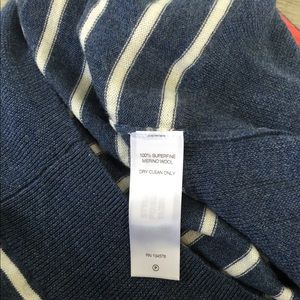 100% SUPERFINE
MERINO WOOL
DRY CLEAN ONLY
P